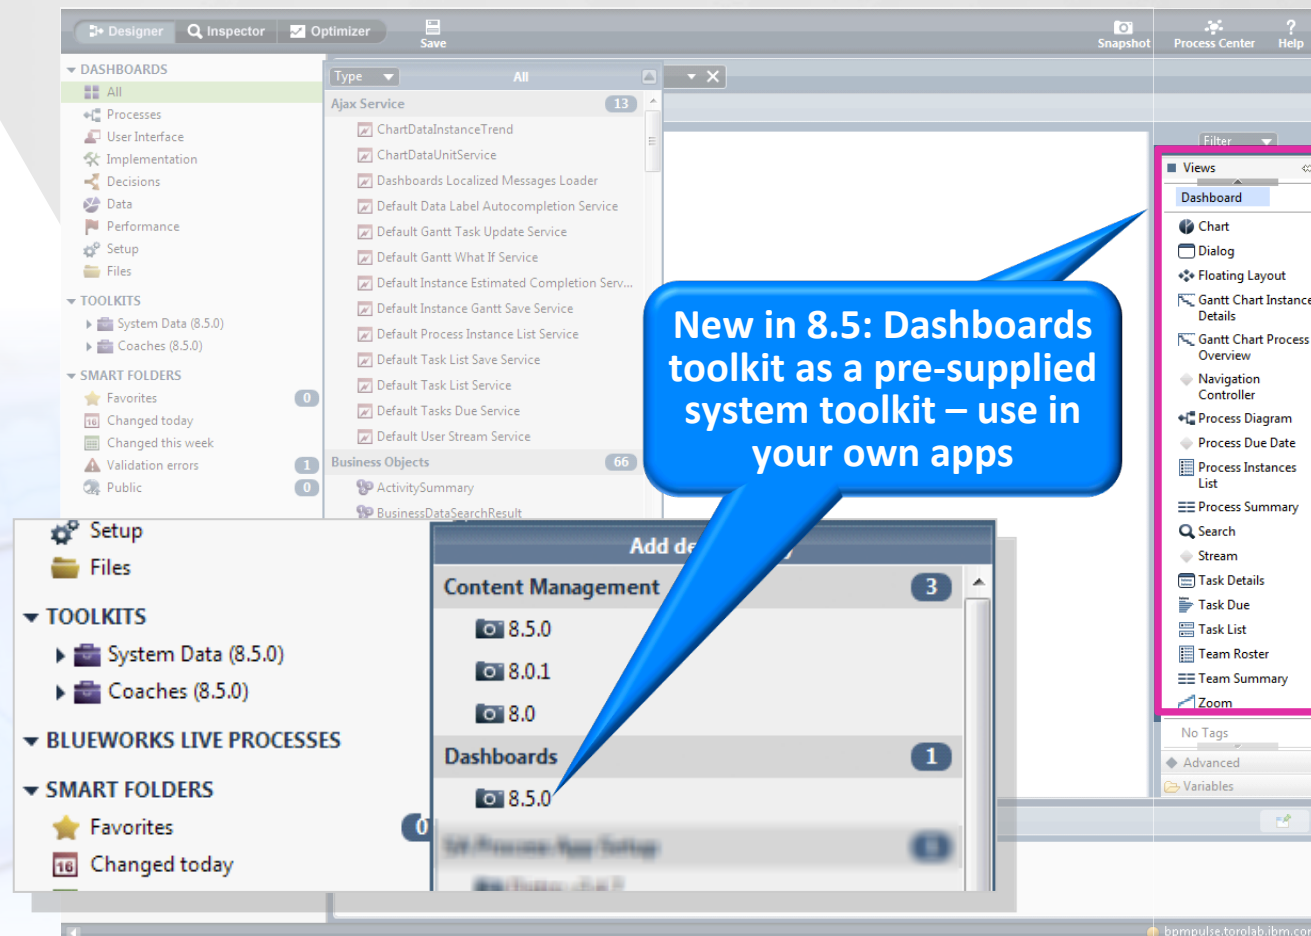 Designer
Inspector
Optimizer
Save
Snapshot
Process Center
Help
DASHBOARDS
All
Processes
User Interface
Implementation
Decisions
Data
Performance
Setup
Files
TOOLKITS
System Data (8.5.0)
Coaches (8.5.0)
SMART FOLDERS
Favorites 0
Changed today
Changed this week
Validation errors 1
Public 0
Type
All
Ajax Service 13
ChartDataInstanceTrend
ChartDataUnitService
Dashboards Localized Messages Loader
Default Data Label Autocompletion Service
Default Gantt Task Update Service
Default Gantt What If Service
Default Instance Estimated Completion Serv...
Default Instance Gantt Save Service
Default Process Instance List Service
Default Task List Save Service
Default Task List Service
Default Tasks Due Service
Default User Stream Service
Business Objects 66
ActivitySummary
BusinessDataSearchResult
New in 8.5: Dashboards
toolkit as a pre-supplied
system toolkit – use in
your own apps
Filter
Views
Dashboard
Chart
Dialog
Floating Layout
Gantt Chart Instance
Details
Gantt Chart Process
Overview
Navigation
Controller
Process Diagram
Process Due Date
Process Instances
List
Process Summary
Search
Stream
Task Details
Task Due
Task List
Team Roster
Team Summary
Zoom
No Tags
Advanced
Variables
Setup
Files
TOOLKITS
System Data (8.5.0)
Coaches (8.5.0)
BLUEWORKS LIVE PROCESSES
SMART FOLDERS
Favorites 0
16 Changed today
Add de
Content Management 3
8.5.0
8.0.1
8.0
Dashboards 1
8.5.0
bpmpulse.torolab.ibm.com